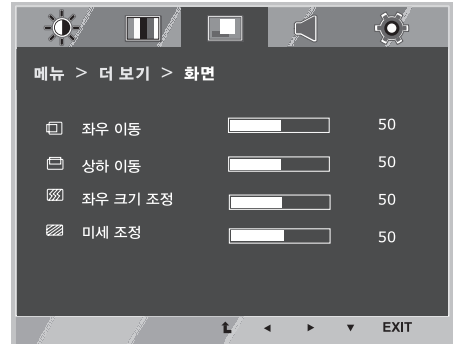 메뉴 > 더 보기 > 화면
좌우 이동 50
상하 이동 50
좌우 크기 조정 50
미세 조정 50
EXIT